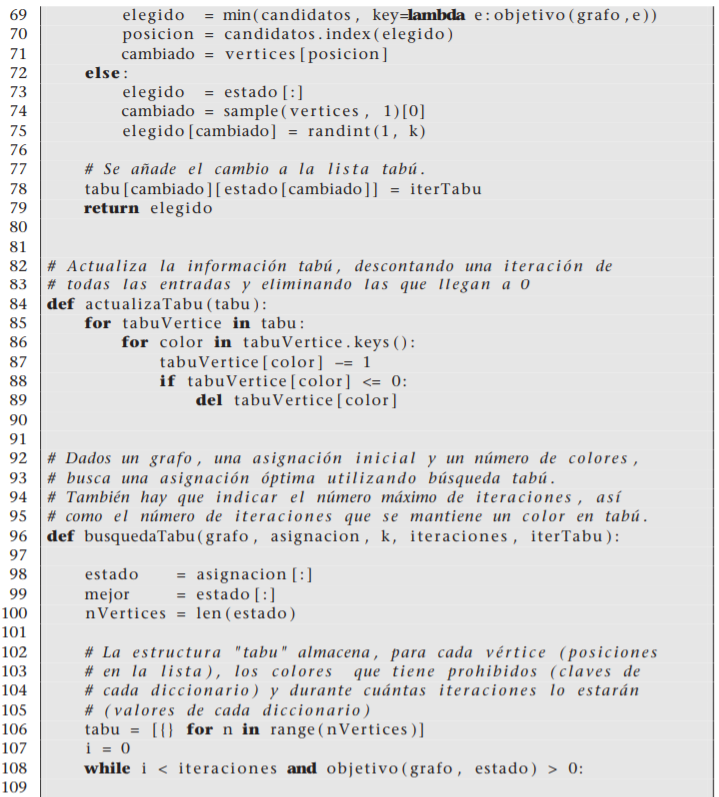 69 elegido = min(candidatos, key=lambda e:objetivo(grafo,e))
70 posicion = candidatos.index(elegido)
71 cambiado = vertices[posicion]
72 else:
73 elegido = estado[:]
74 cambiado = sample(vertices, 1)[0]
75 elegido[cambiado] = randint(1, k)
76
77 # Se añade el cambio a la lista tabú.
78 tabu[cambiado][estado[cambiado]] = iterTabu
79 return elegido
80
81
82 # Actualiza la información tabú, descontando una iteración de
83 # todas las entradas y eliminando las que llegan a 0
84 def actualizaTabu(tabu):
85 for tabuVertice in tabu:
86 for color in tabuVertice.keys():
87 tabuVertice[color] -= 1
88 if tabuVertice[color] <= 0:
89 del tabuVertice[color]
90
91
92 # Dados un grafo, una asignación inicial y un número de colores,
93 # busca una asignación óptima utilizando búsqueda tabú.
94 # También hay que indicar el número máximo de iteraciones, así
95 # como el número de iteraciones que se mantiene un color en tabú.
96 def busquedaTabu(grafo, asignacion, k, iteraciones, iterTabu):
97
98 estado = asignacion[:]
99 mejor = estado[:]
100 nVertices = len(estado)
101
102 # La estructura "tabu" almacena, para cada vértice (posiciones
103 # en la lista), los colores que tiene prohibidos (claves de
104 # cada diccionario) y durante cuántas iteraciones lo estarán
105 # (valores de cada diccionario)
106 tabu = [{} for n in range(nVertices)]
107 i = 0
108 while i < iteraciones and objetivo(grafo, estado) > 0:
109